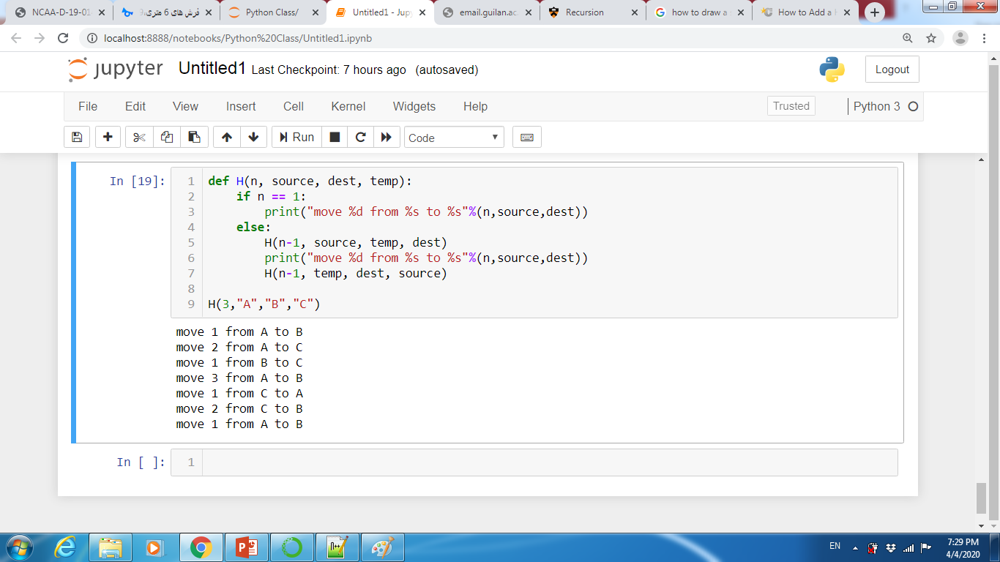 NCAA-D-19-01
فرش های 6 متری،9
Python Class/
Untitled1 - Jupy
email.guilan.ac.
Recursion
how to draw a
How to Add a
localhost:8888/notebooks/Python%20Class/Untitled1.ipynb
jupyter Untitled1 Last Checkpoint: 7 hours ago (autosaved)
Logout
File Edit View Insert Cell Kernel Widgets Help
Trusted
Python 3
Run
Code
In [19]:
1 def H(n, source, dest, temp):
2     if n == 1:
3         print("move %d from %s to %s"%(n,source,dest))
4     else:
5         H(n-1, source, temp, dest)
6         print("move %d from %s to %s"%(n,source,dest))
7         H(n-1, temp, dest, source)
8
9 H(3,"A","B","C")
move 1 from A to B
move 2 from A to C
move 1 from B to C
move 3 from A to B
move 1 from C to A
move 2 from C to B
move 1 from A to B
In [ ]:
1
EN
7:29 PM
4/4/2020